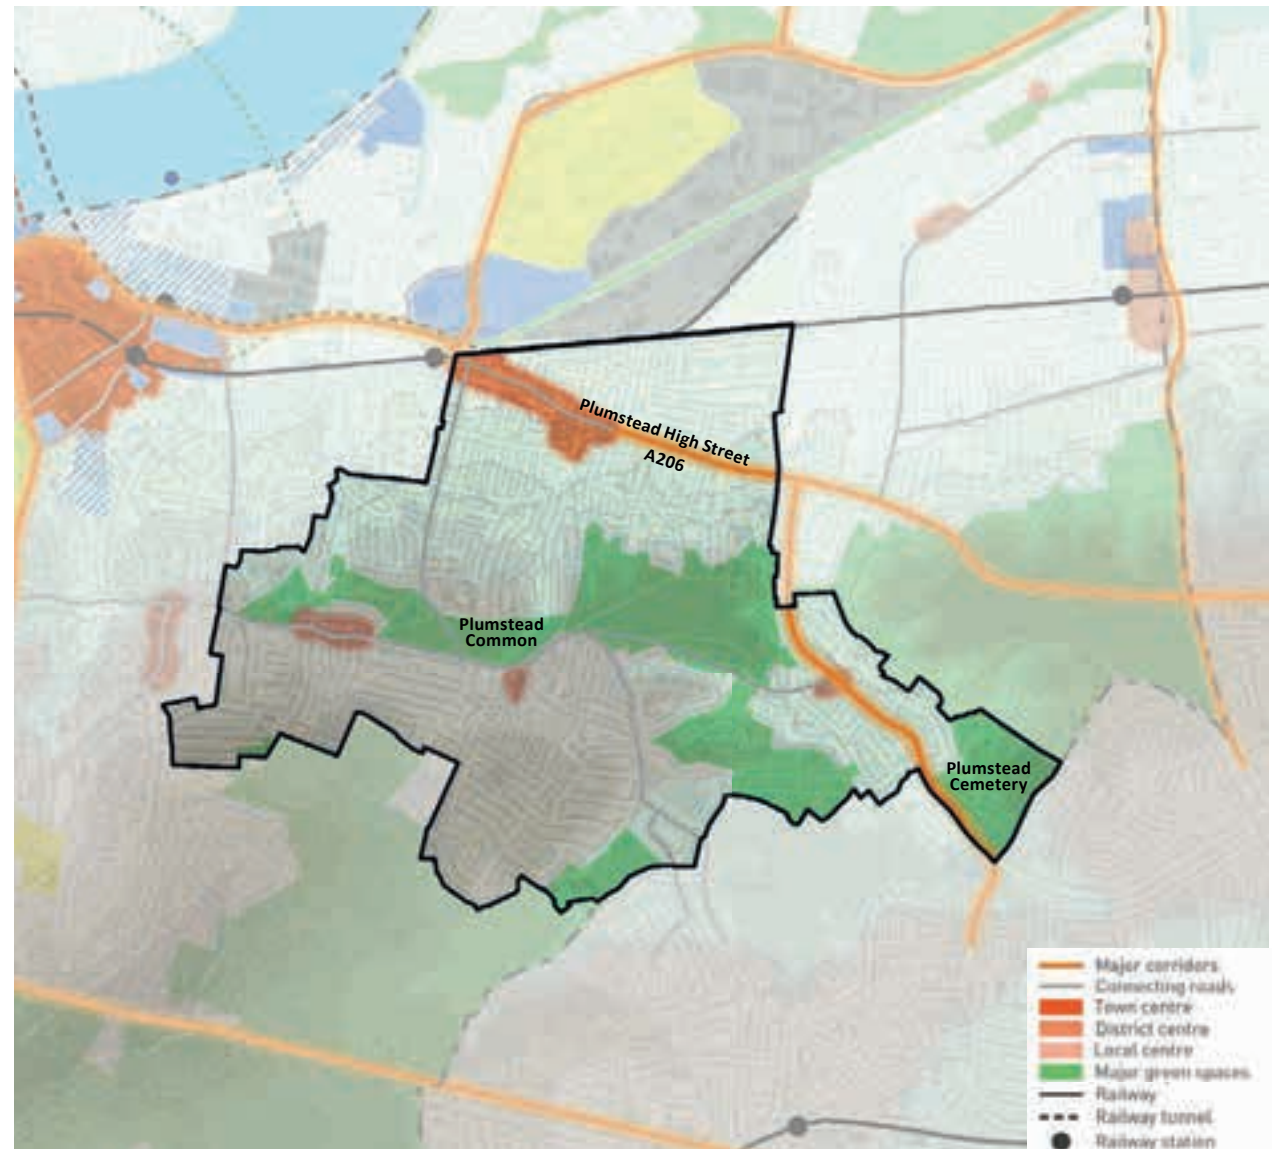 Plumstead High Street
A206
Plumstead
Common
Plumstead
Cemetery
Major corridors
Connecting roads
Town centre
District centre
Local centre
Major green spaces
Railway
Railway tunnel
Railway station